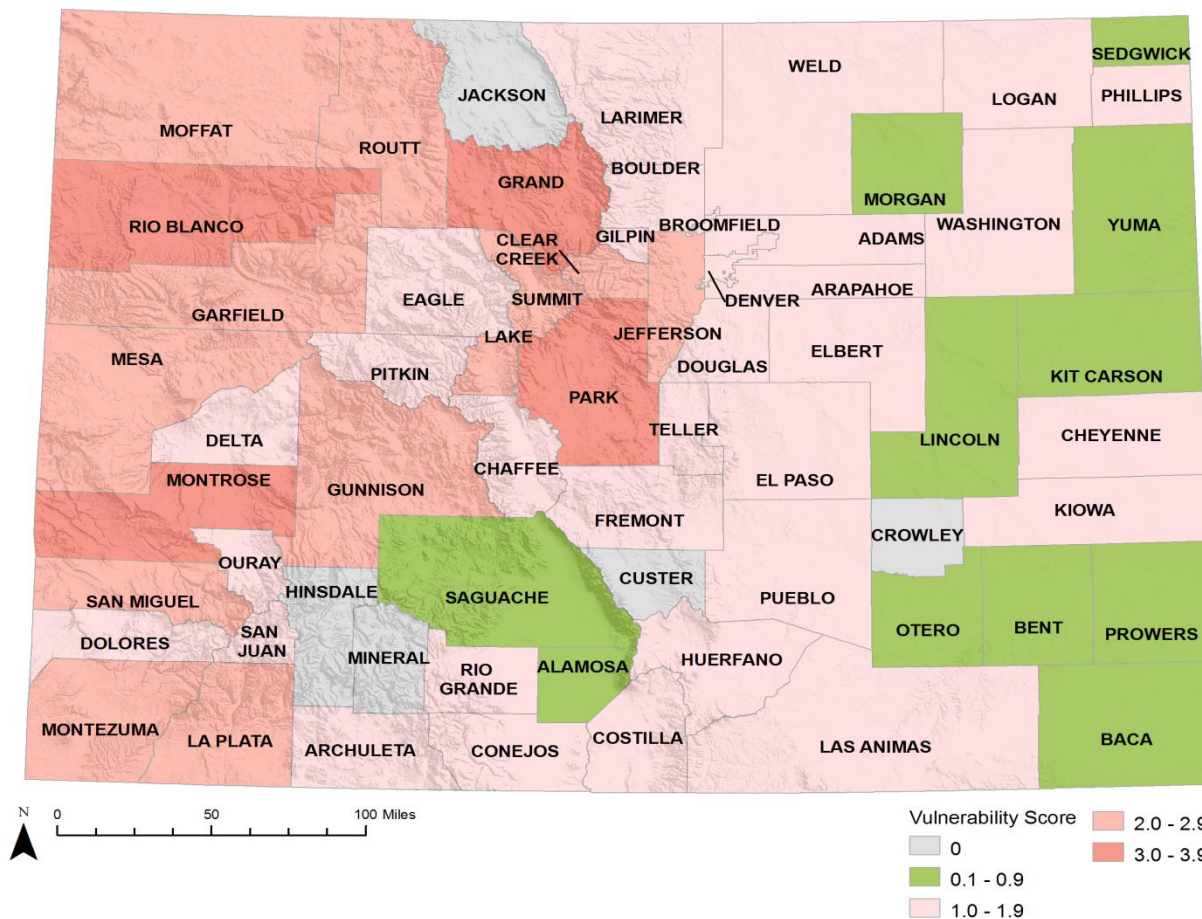 SEDGWICK
WELD
LOGAN
PHILLIPS
JACKSON
LARIMER
MOFFAT
ROUTT
BOULDER
GRAND
MORGAN
WASHINGTON
YUMA
RIO BLANCO
BROOMFIELD
GILPIN
ADAMS
CLEAR
CREEK
EAGLE
SUMMIT
DENVER
ARAPAHOE
GARFIELD
LAKE
JEFFERSON
MESA
DOUGLAS
ELBERT
PITKIN
KIT CARSON
PARK
TELLER
DELTA
LINCOLN
CHEYENNE
CHAFFEE
MONTROSE
GUNNISON
EL PASO
KIOWA
FREMONT
CROWLEY
OURAY
CUSTER
HINSDALE
SAGUACHE
PUEBLO
SAN MIGUEL
OTERO
BENT
PROWERS
DOLORES
SAN
JUAN
MINERAL
HUERFANO
ALAMOSA
RIO
GRANDE
MONTEZUMA
LA PLATA
ARCHULETA
CONEJOS
COSTILLA
LAS ANIMAS
BACA
N
0 50 100 Miles
Vulnerability Score
0
0.1 - 0.9
1.0 - 1.9
2.0 - 2.9
3.0 - 3.9